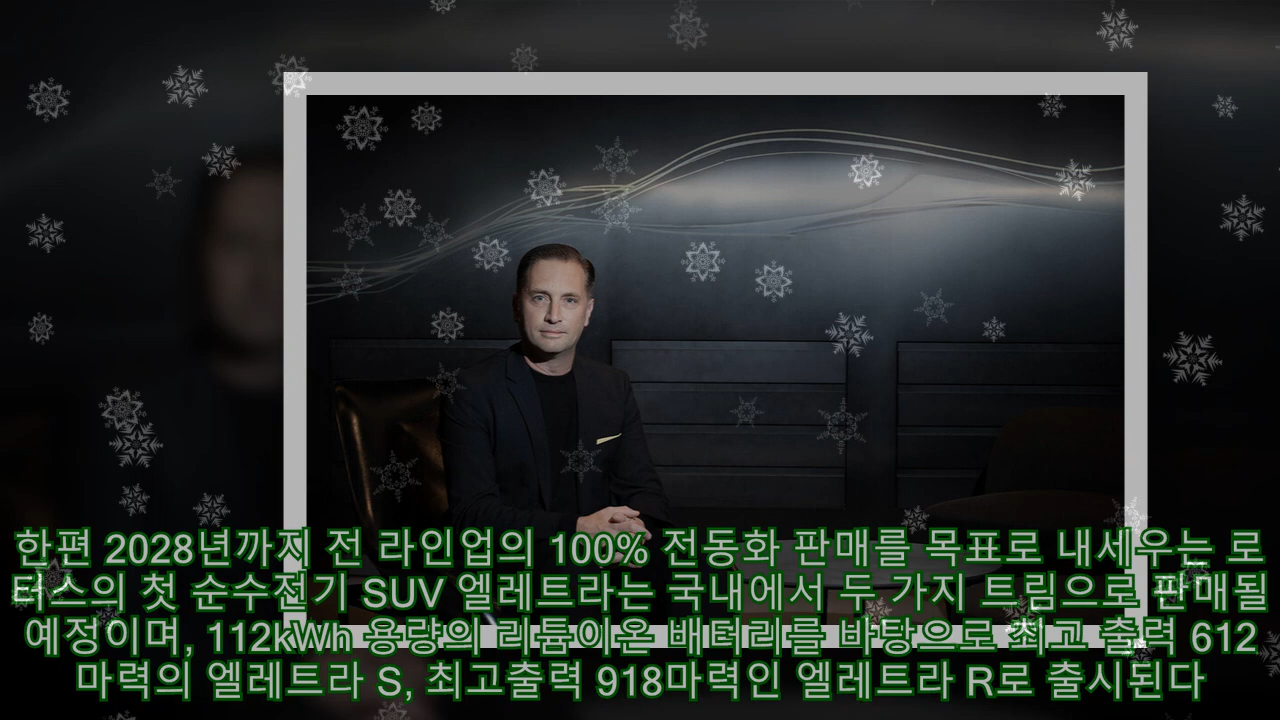 한편 2028년까지 전 라인업의 100% 전동화 판매를 목표로 내세우는 로
터스의 첫 순수전기 SUV 엘레트라는 국내에서 두 가지 트림으로 판매될
예정이며, 112kWh 용량의 리튬이온 배터리를 바탕으로 최고 출력 612
마력의 엘레트라 S, 최고출력 918마력인 엘레트라 R로 출시된다